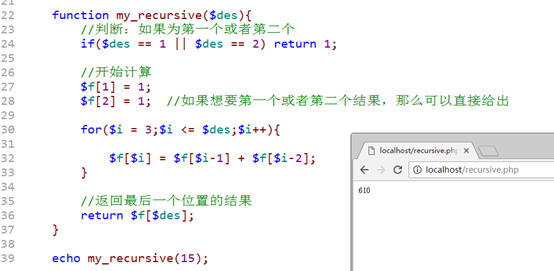 21
22 function my_recursive($des){
23 //判断：如果为第一个或者第二个
24 if($des == 1 || $des == 2) return 1;
25
26 //开始计算
27 $f[1] = 1;
28 $f[2] = 1; //如果想要第一个或者第二个结果，那么可以直接给出
29
30 for($i = 3;$i <= $des;$i++){
31
32 $f[$i] = $f[$i-1] + $f[$i-2];
33 }
34
35 //返回最后一个位置的结果
36 return $f[$des];
37 }
38
39 echo my_recursive(15);
localhost/recursive.php
localhost/recursive.php
610